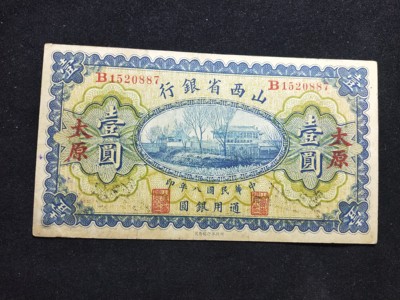 山西省銀行
B1520887 B1520887
壹圓 壹圓
太原 太原
中華民國八年印
通用銀圓